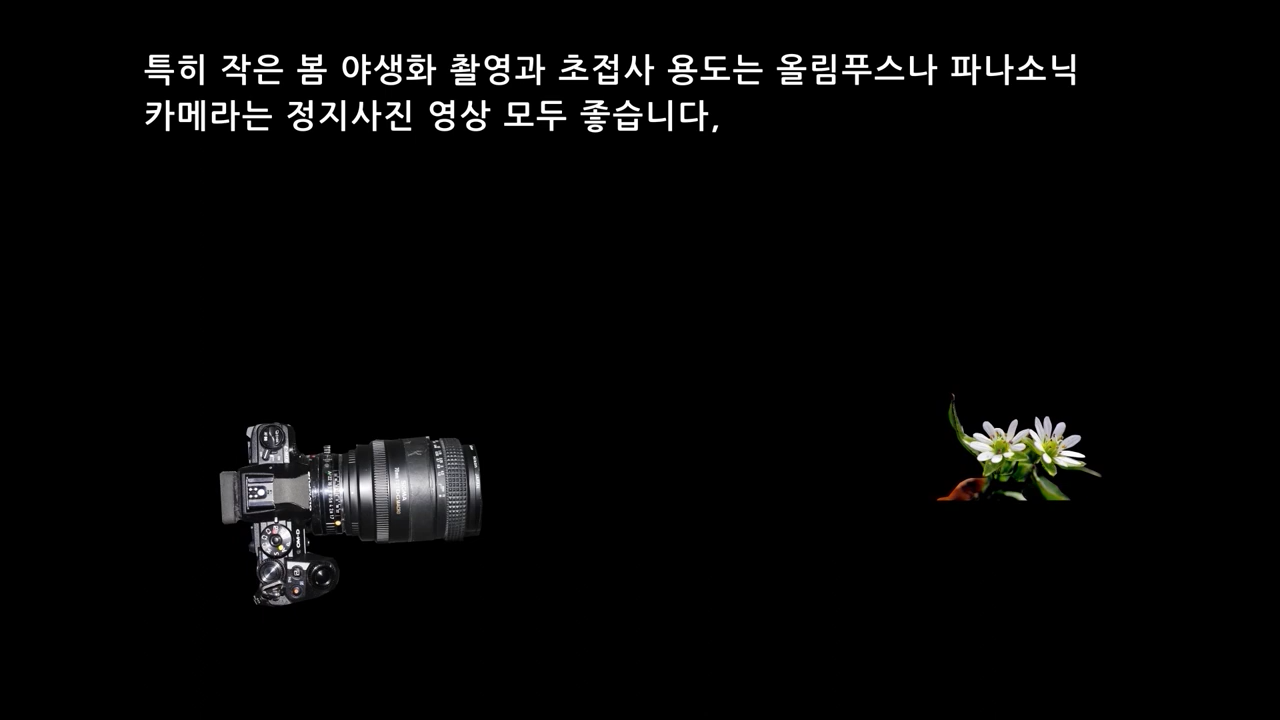 특히 작은 봄 야생화 촬영과 초접사 용도는 올림푸스나 파나소닉
카메라는 정지사진 영상 모두 좋습니다,